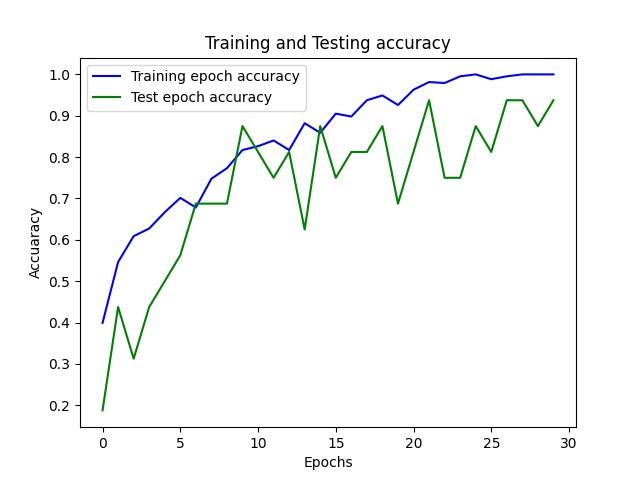 Training and Testing accuracy
Training epoch accuracy
Test epoch accuracy
1.0
0.9
0.8
0.7
0.6
0.5
0.4
0.3
0.2
Accuaracy
0 5 10 15 20 25 30
Epochs